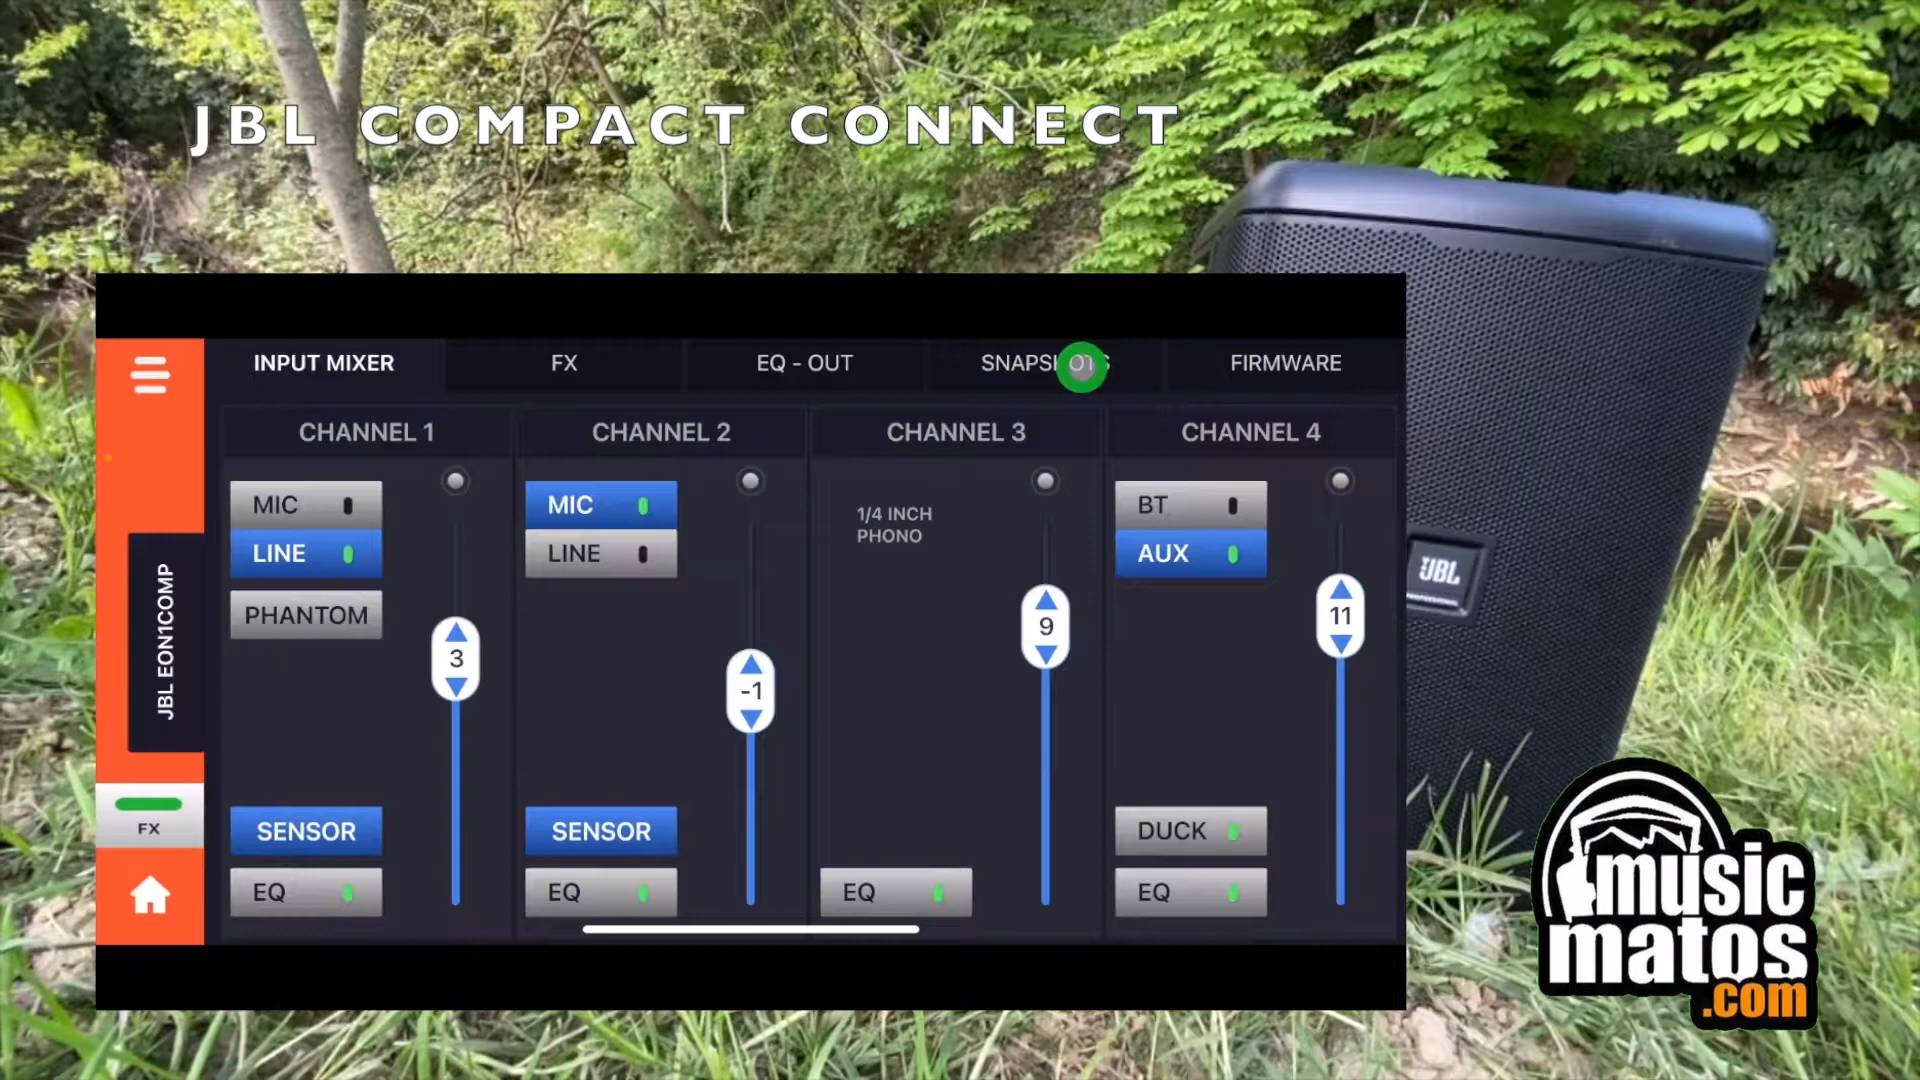 JBL COMPACT CONNECT
INPUT MIXER
FX
EQ - OUT
SNAPSHOTS
FIRMWARE
CHANNEL 1
CHANNEL 2
CHANNEL 3
CHANNEL 4
MIC
LINE
PHANTOM
3
SENSOR
EQ
MIC
LINE
-1
SENSOR
EQ
1/4 INCH
PHONO
9
EQ
BT
AUX
11
DUCK
EQ
JBL EON1COMP
FX
JBL
music
matos
.com